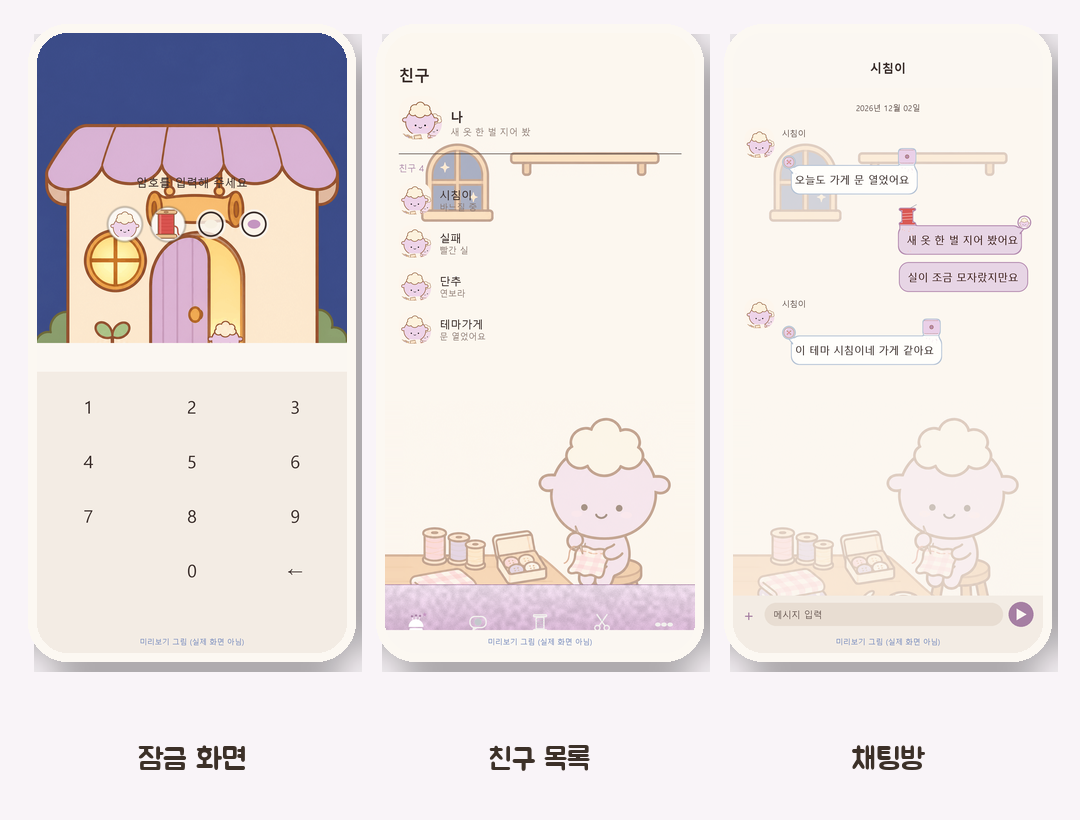 암호를 입력해 주세요
1 2 3
4 5 6
7 8 9
0 ←
미리보기 그림 (실제 화면 아님)
잠금 화면
친구
나
새 옷 한 벌 지어 봤
친구 4
시침이
바느질 중
실패
빨간 실
단추
연보라
테마가게
문 열었어요
미리보기 그림 (실제 화면 아님)
친구 목록
시침이
2026년 12월 02일
시침이
오늘도 가게 문 열었어요
새 옷 한 벌 지어 봤어요
실이 조금 모자랐지만요
시침이
이 테마 시침이네 가게 같아요
+ 메시지 입력
미리보기 그림 (실제 화면 아님)
채팅방